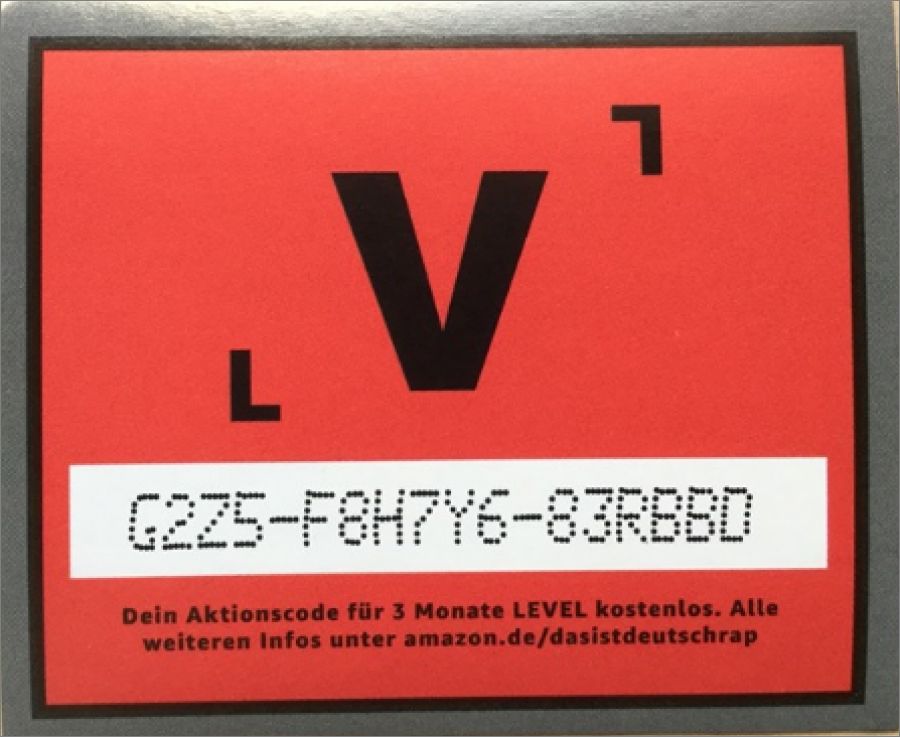 V
G2Z5-F8H7Y6-83RBBD
Dein Aktionscode für 3 Monate LEVEL kostenlos. Alle
weiteren Infos unter amazon.de/dasistdeutschrap